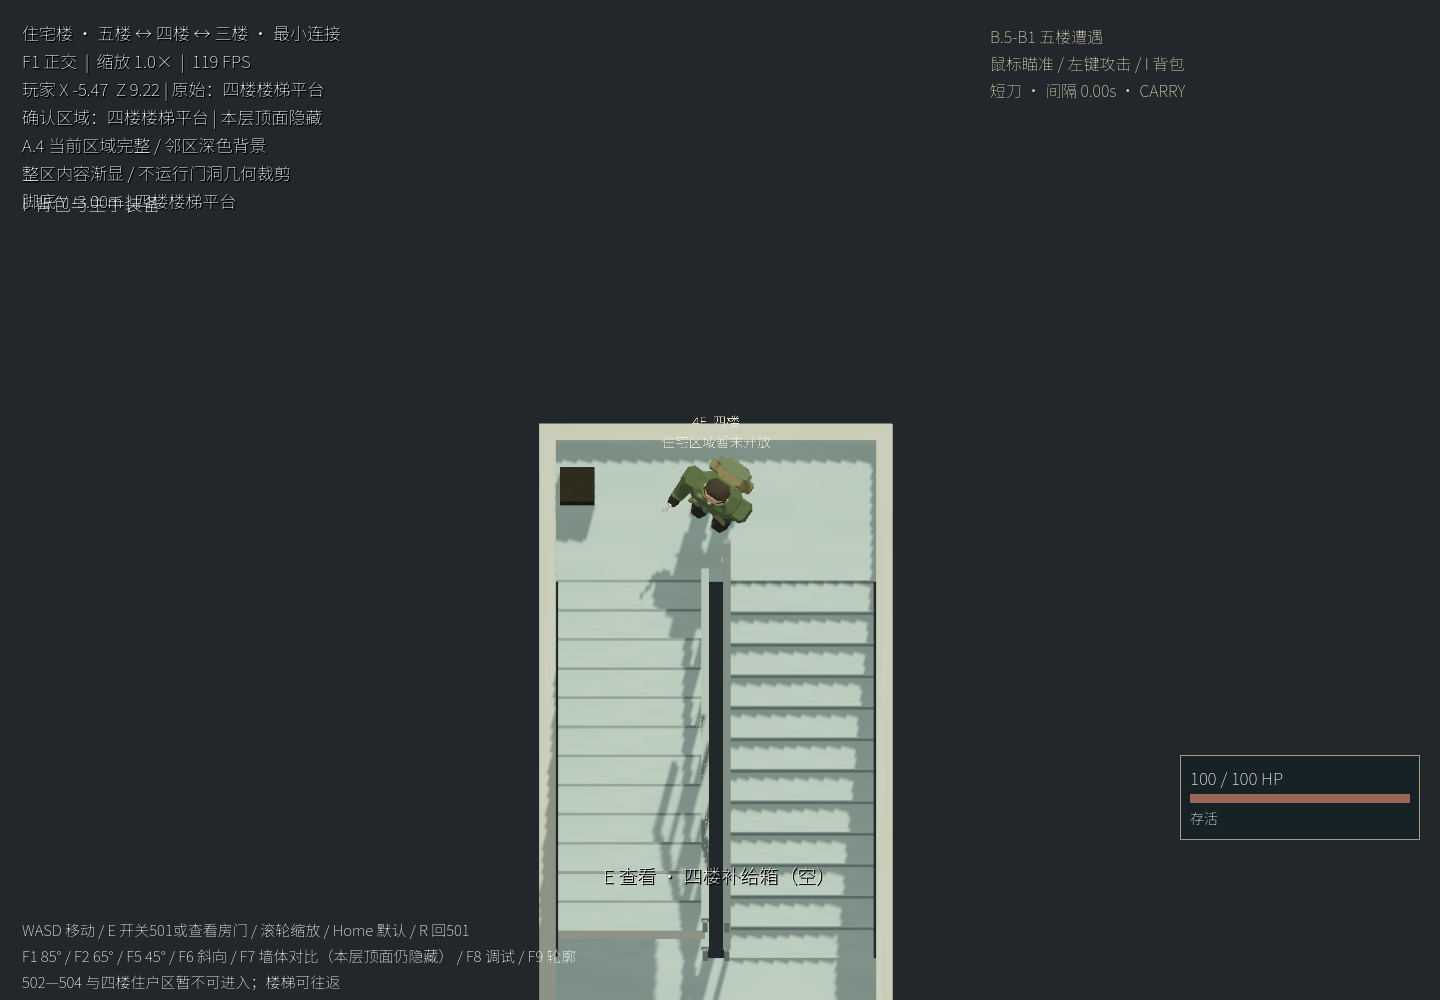 住宅楼 · 五楼 ↔ 四楼 ↔ 三楼 · 最小连接
F1 正交 | 缩放 1.0× | 119 FPS
玩家 X -5.47 Z 9.22 | 原始：四楼楼梯平台
确认区域：四楼楼梯平台 | 本层顶面隐藏
A.4 当前区域完整 / 邻区深色背景
整区内容渐显 / 不运行门洞几何裁剪
四楼楼梯平台
B.5-B1 五楼遭遇
鼠标瞄准 / 左键攻击 / I 背包
短刀 · 间隔 0.00s · CARRY
4F 四楼
住宅区域暂未开放
100 / 100 HP
存活
E 查看 · 四楼补给箱（空）
WASD 移动 / E 开关501或查看房门 / 滚轮缩放 / Home 默认 / R 回501
F1 85° / F2 65° / F5 45° / F6 斜向 / F7 墙体对比（本层顶面仍隐藏） / F8 调试 / F9 轮廓
502—504 与四楼住户区暂不可进入；楼梯可往返